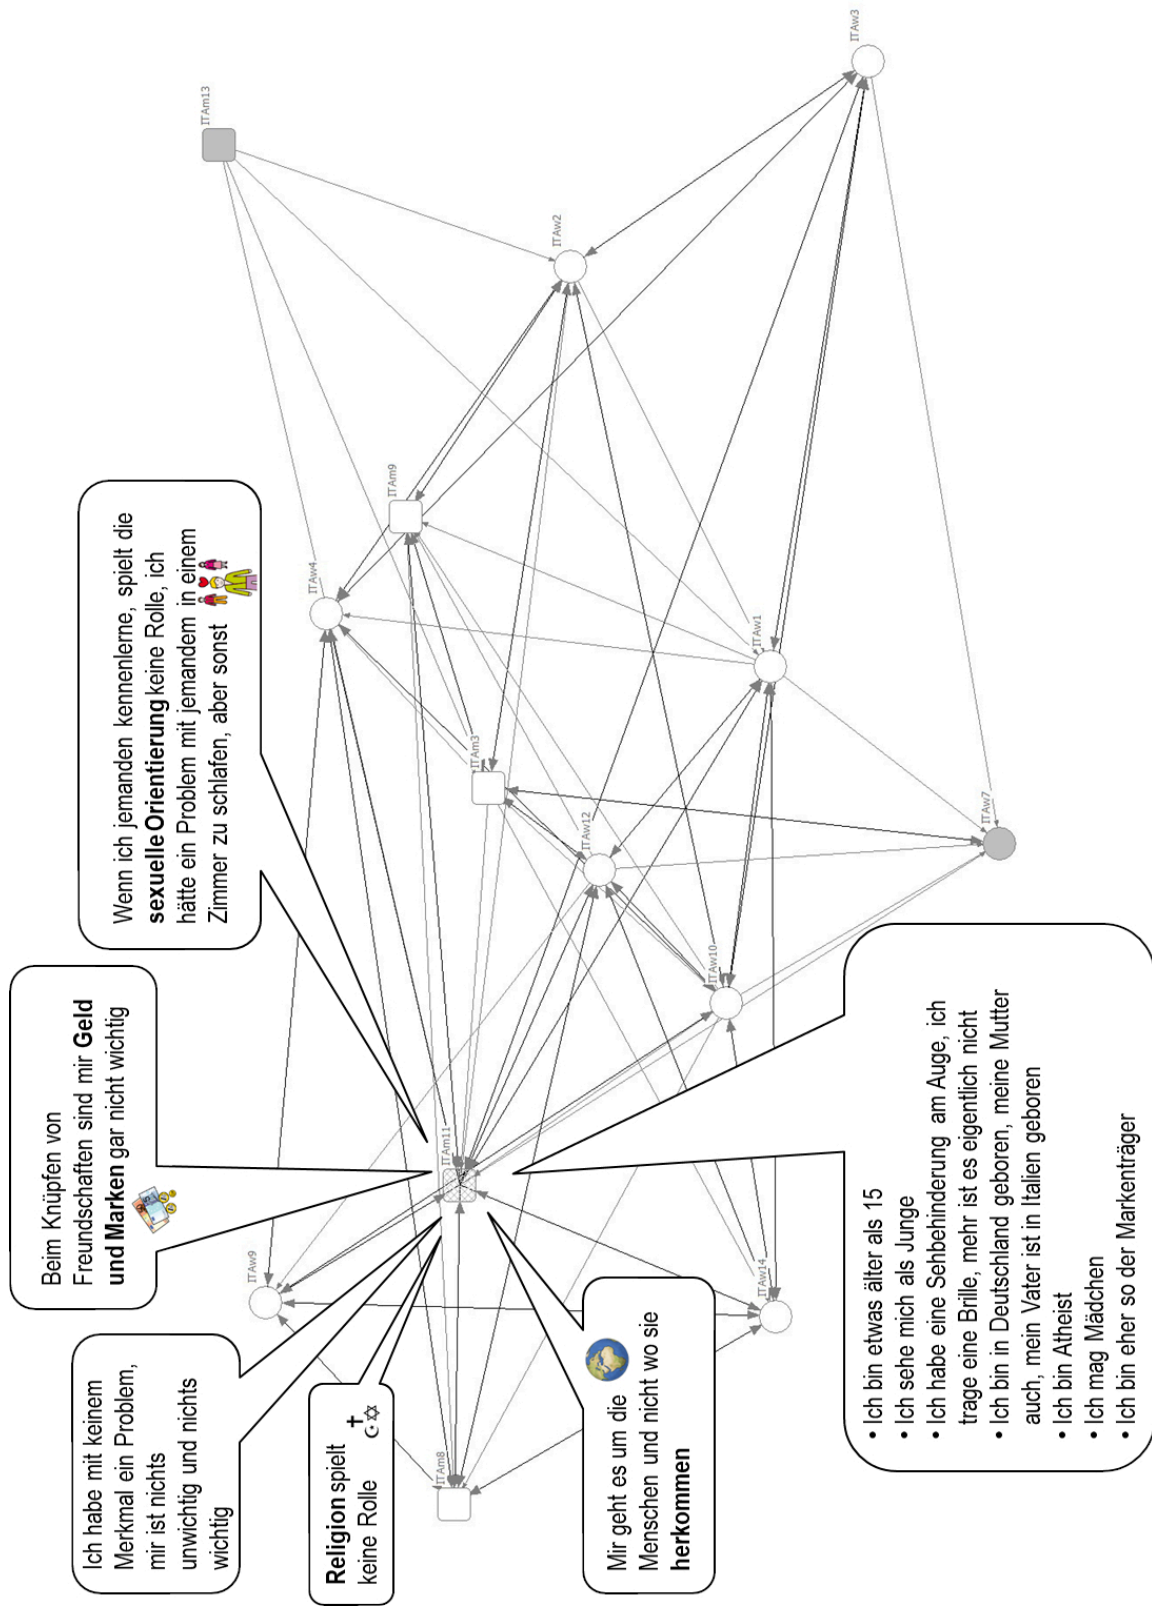 Ich habe mit keinem
Merkmal ein Problem,
mir ist nichts
unwichtig und nichts
wichtig
Beim Knüpfen von
Freundschaften sind mir Geld
und Marken gar nicht wichtig
Wenn ich jemanden kennenlerne, spielt die
sexuelle Orientierung keine Rolle, ich
hätte ein Problem mit jemandem in einem
Zimmer zu schlafen, aber sonst
Religion spielt
keine Rolle
Mir geht es um die
Menschen und nicht wo sie
herkommen
• Ich bin etwas älter als 15
• Ich sehe mich als Junge
• Ich habe eine Sehbehinderung am Auge, ich
trage eine Brille, mehr ist es eigentlich nicht
• Ich bin in Deutschland geboren, meine Mutter
auch, mein Vater ist in Italien geboren
• Ich bin Atheist
• Ich mag Mädchen
• Ich bin eher so der Markenträger
ITAm13
ITAw3
ITAw2
ITAm9
ITAw4
ITAw1
ITAm3
ITAw12
ITAw7
ITAw10
ITAm11
ITAw9
ITAw14
ITAm8